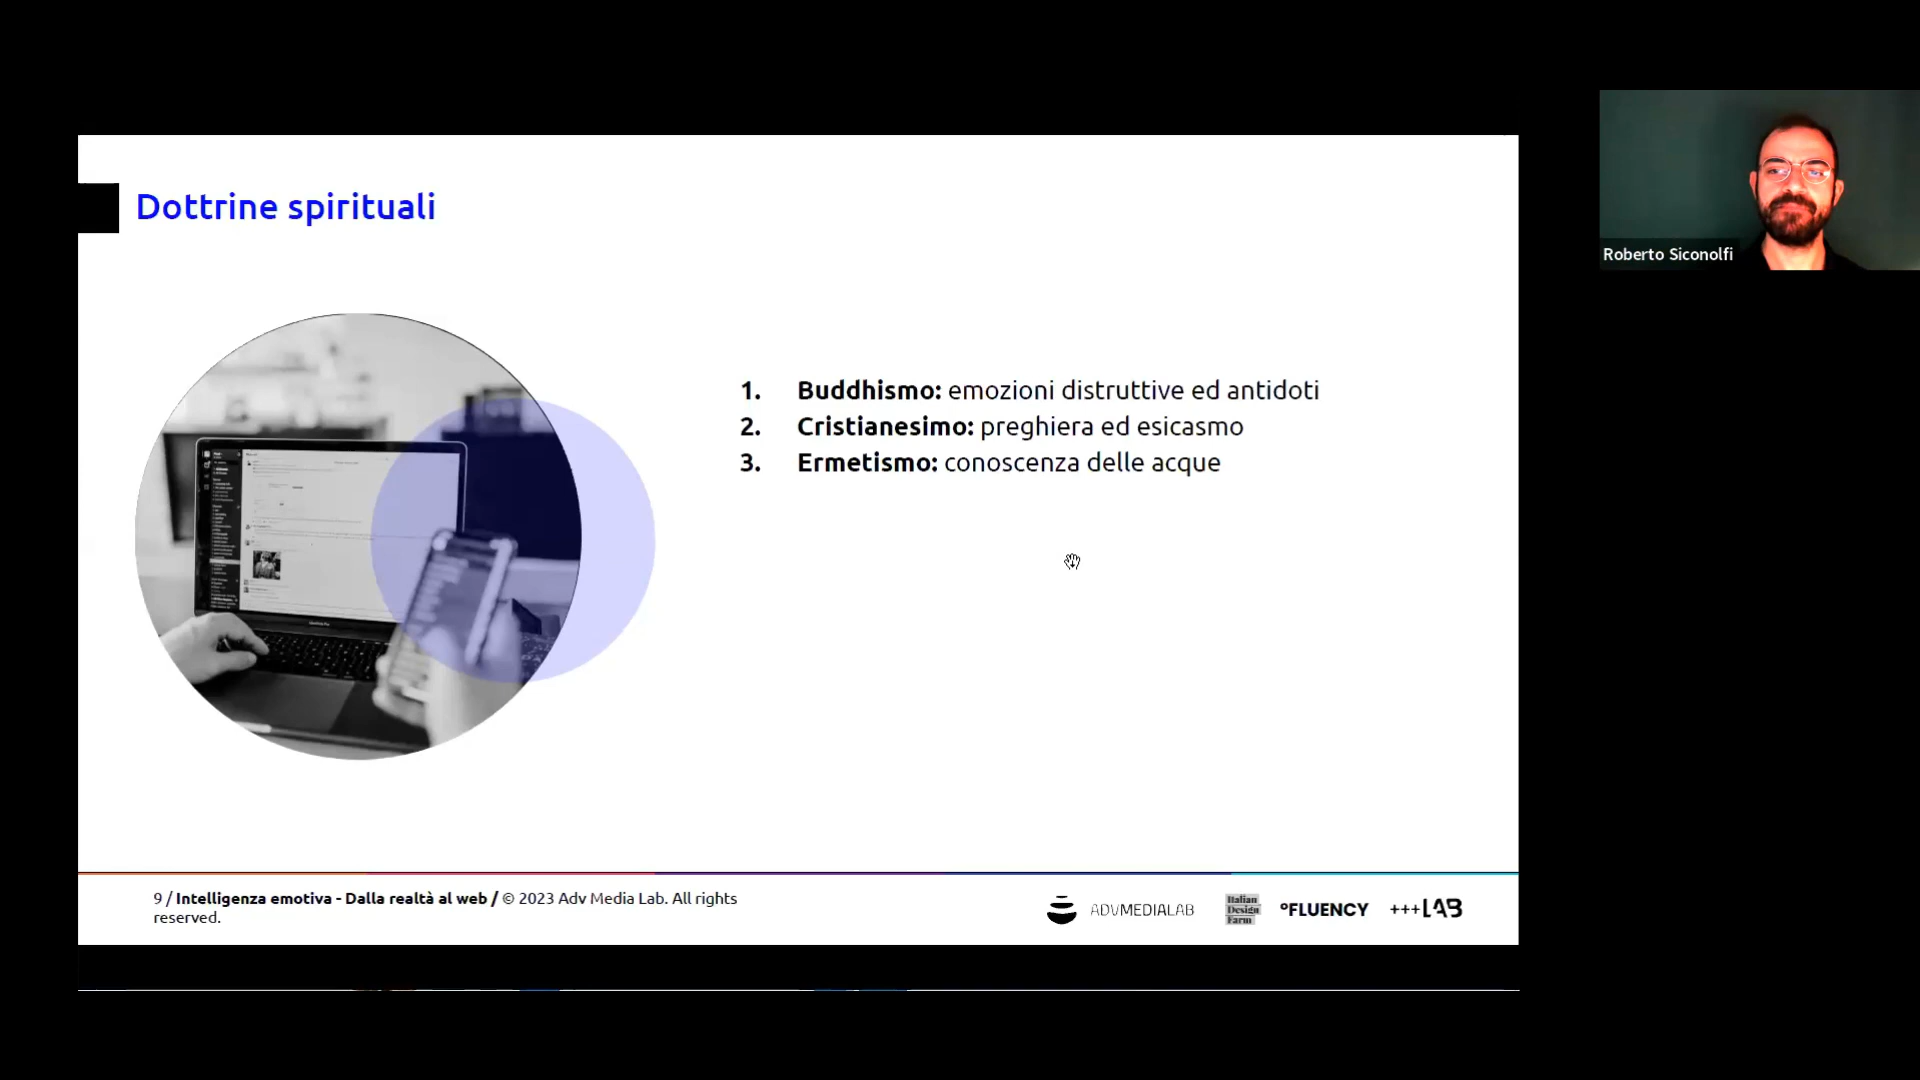 Dottrine spirituali
1. Buddhismo: emozioni distruttive ed antidoti
2. Cristianesimo: preghiera ed esicasmo
3. Ermetismo: conoscenza delle acque
9 / Intelligenza emotiva - Dalla realtà al web / © 2023 Adv Media Lab. All rights
reserved.
ADVMEDIALAB
Italian
Design
Farm
°FLUENCY
+++LAB
Roberto Siconolfi